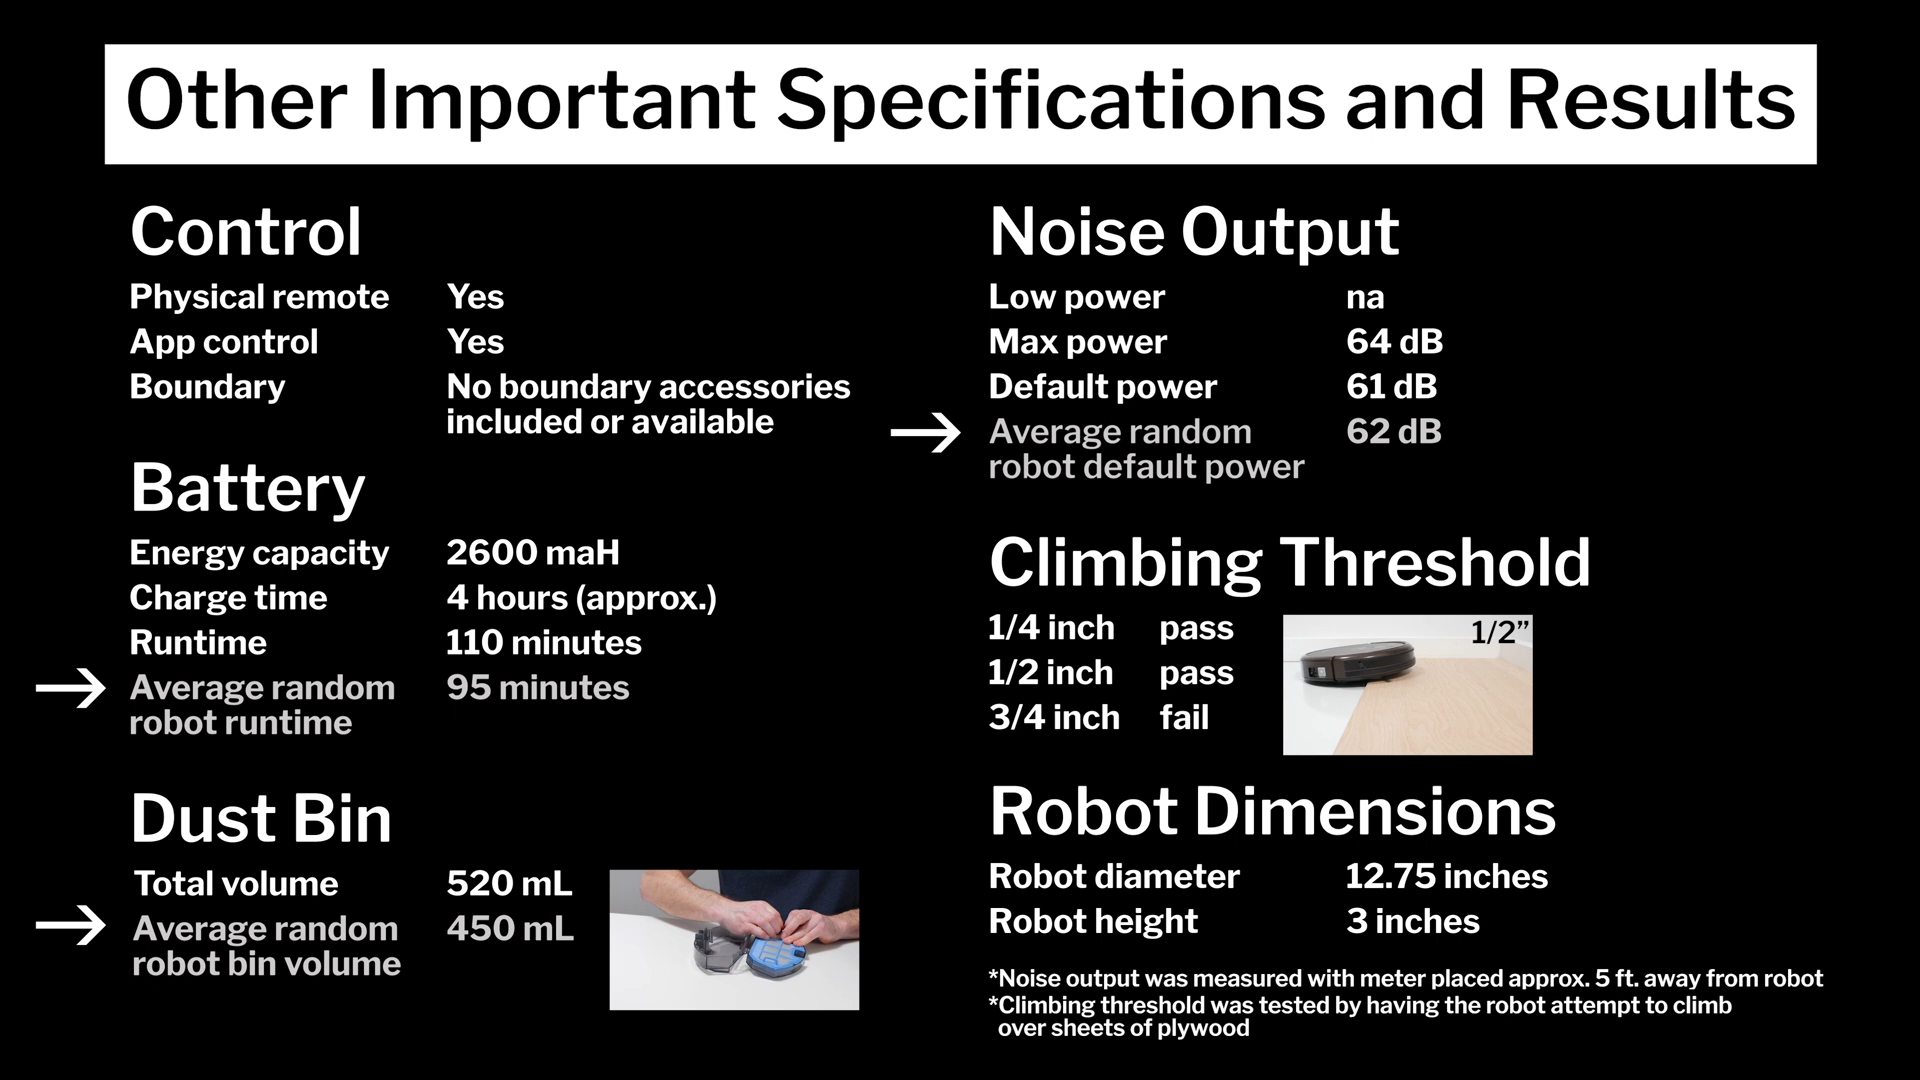 Other Important Specifications and Results
Control
Physical remote Yes
App control Yes
Boundary No boundary accessories
included or available
Battery
Energy capacity 2600 maH
Charge time 4 hours (approx.)
Runtime 110 minutes
Average random 95 minutes
robot runtime
Dust Bin
Total volume 520 mL
Average random 450 mL
robot bin volume
Noise Output
Low power na
Max power 64 dB
Default power 61 dB
Average random 62 dB
robot default power
Climbing Threshold
1/4 inch pass
1/2 inch pass
3/4 inch fail
1/2”
Robot Dimensions
Robot diameter 12.75 inches
Robot height 3 inches
*Noise output was measured with meter placed approx. 5 ft. away from robot
*Climbing threshold was tested by having the robot attempt to climb
over sheets of plywood